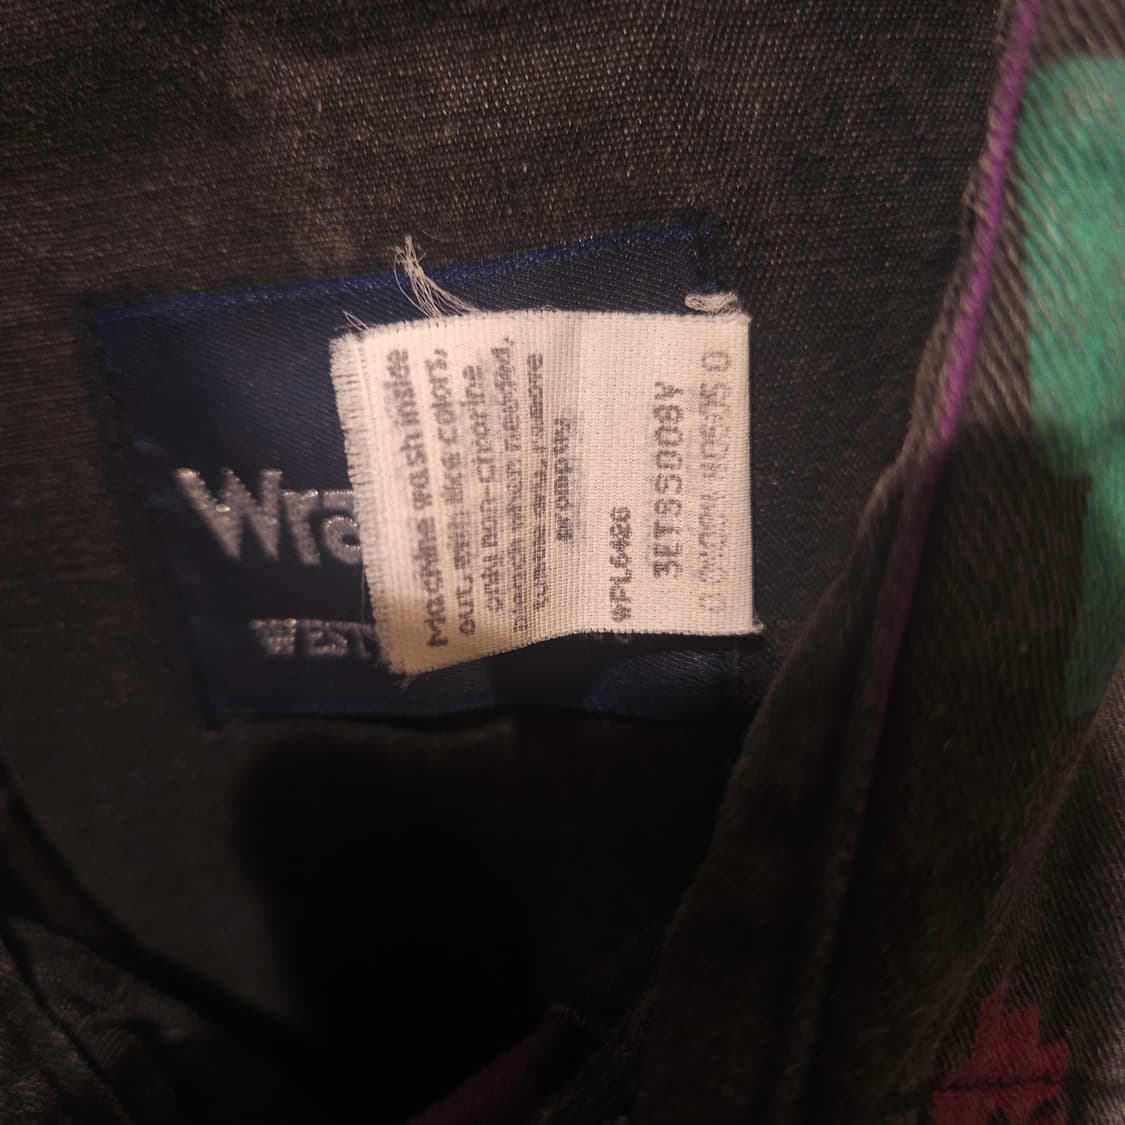 Wra
WEST
Machine wash inside
out with like colors,
only non-chlorine
bleach when needed,
tumble dry, remove
promptly
WPL6426